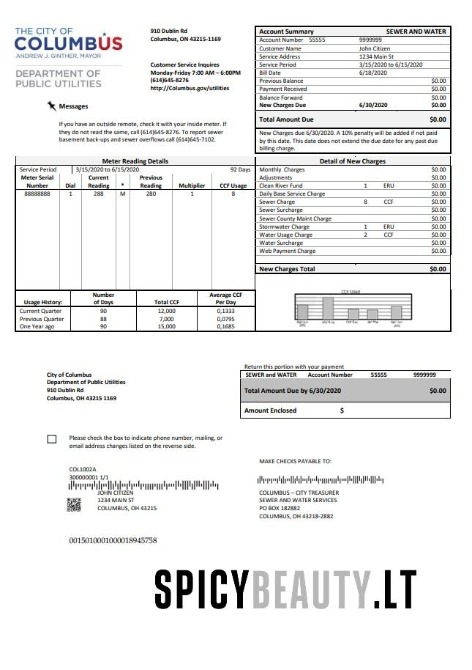 THE CITY OF
COLUMBUS
ANDREW J. GINTHER, MAYOR
DEPARTMENT OF
PUBLIC UTILITIES
910 Dublin Rd
Columbus, OH 43215-1169
Customer Service Inquires
Monday-Friday 7:00 AM – 6:00PM
(614)645-8276
http://Columbus.gov/utilities
Messages
If you have an outside remote, check it with your inside meter. If
they do not read the same, call (614)645-8276. To report sewer
basement back-ups and sewer overflows call (614)645-7102.
Account Summary SEWER AND WATER
Account Number 55555 9999999
Customer Name John Citizen
Service Address 1234 Main St
Service Period 3/15/2020 to 6/15/2020
Bill Date 6/18/2020
Previous Balance $0.00
Payment Received $0.00
Balance Forward $0.00
New Charges Due 6/30/2020 $0.00
Total Amount Due $0.00
New Charges due 6/30/2020. A 10% penalty will be added if not paid
by this date. This date does not extend the due date for any past due
billing charge.
Meter Reading Details
Service Period 3/15/2020 to 6/15/2020 92 Days
Meter Serial Number Dial Current Reading * Previous Reading Multiplier CCF Usage
88888888 1 288 M 280 1 8
Usage History: Number of Days Total CCF Average CCF Per Day
Current Quarter 90 12,000 0,1333
Previous Quarter 88 7,000 0,0795
One Year ago 90 15,000 0,1685
Detail of New Charges
Monthly Charges $0.00
Adjustments $0.00
Clean River Fund 1 ERU $0.00
Daily Base Service Charge $0.00
Sewer Charge 8 CCF $0.00
Sewer Surcharge $0.00
Sewer County Maint Charge $0.00
Stormwater Charge 1 ERU $0.00
Water Usage Charge 2 CCF $0.00
Water Surcharge $0.00
Web Payment Charge $0.00
New Charges Total $0.00
CCF Used
City of Columbus
Department of Public Utilities
910 Dublin Rd
Columbus, OH 43215 1169
Return this portion with your payment
SEWER and WATER Account Number 55555 9999999
Total Amount Due by 6/30/2020 $0.00
Amount Enclosed $
Please check the box to indicate phone number, mailing, or
email address changes listed on the reverse side.
COL1002A
300000001 1/1
JOHN CITIZEN
1234 MAIN ST
COLUMBUS, OH 43215
MAKE CHECKS PAYABLE TO:
COLUMBUS – CITY TREASURER
SEWER AND WATER SERVICES
PO BOX 182882
COLUMBUS, OH 43218-2882
0015010001000018945758
SPICYBEAUTY.LT